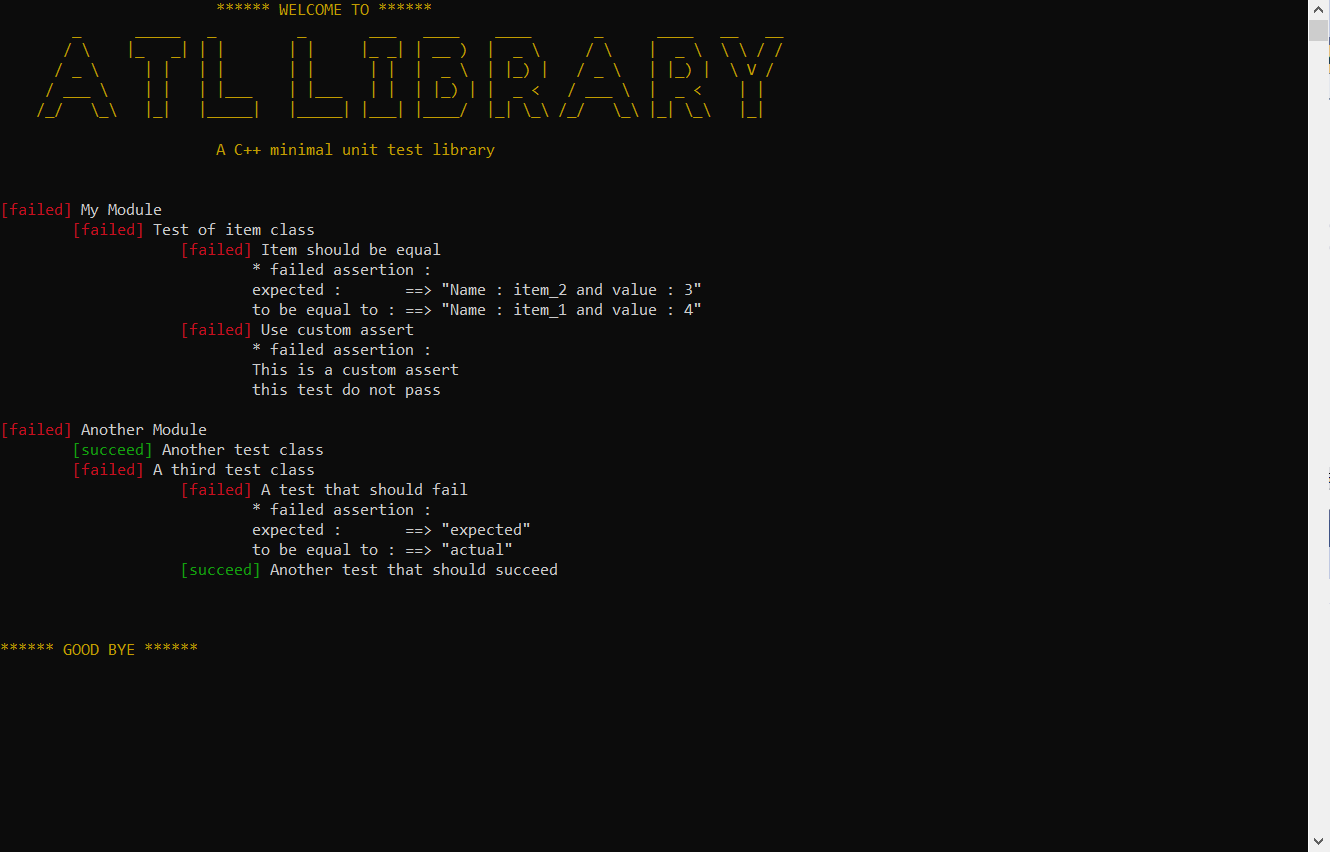 ****** WELCOME TO ******
ATL LIBRARY
A C++ minimal unit test library
[failed] My Module
[failed] Test of item class
[failed] Item should be equal
* failed assertion :
expected : ==> "Name : item_2 and value : 3"
to be equal to : ==> "Name : item_1 and value : 4"
[failed] Use custom assert
* failed assertion :
This is a custom assert
this test do not pass
[failed] Another Module
[succeed] Another test class
[failed] A third test class
[failed] A test that should fail
* failed assertion :
expected : ==> "expected"
to be equal to : ==> "actual"
[succeed] Another test that should succeed
****** GOOD BYE ******